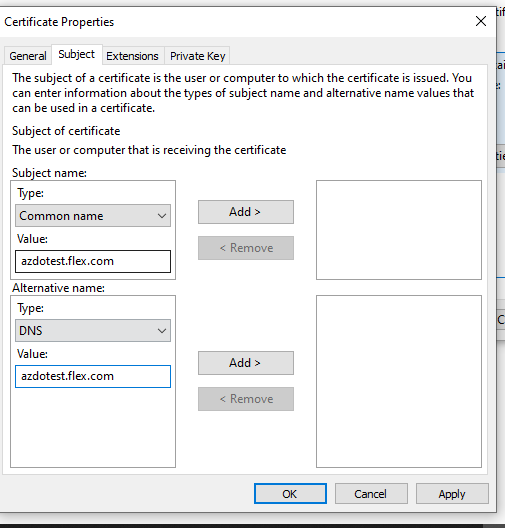 Certificate Properties
General Subject Extensions Private Key
The subject of a certificate is the user or computer to which the certificate is issued. You
can enter information about the types of subject name and alternative name values that
can be used in a certificate.
Subject of certificate
The user or computer that is receiving the certificate
Subject name:
Type:
Common name
Add >
Value:
< Remove
azdotest.flex.com
Alternative name:
Type:
DNS
Value:
Add >
azdotest.flex.com
< Remove
OK Cancel Apply